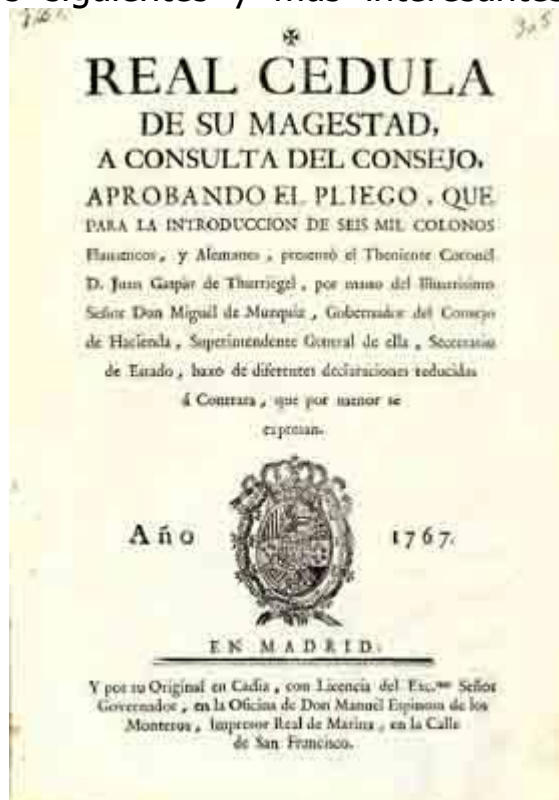 siguientes y más interesantes
REAL CEDULA
DE SU MAGESTAD,
A CONSULTA DEL CONSEJO,
APROBANDO EL PLIEGO, QUE
PARA LA INTRODUCCION DE SEIS MIL COLONOS
Flamencos, y Alemanes, presentó el Theniente Coronel
D. Juan Gaspàr de Thurriegel, por mano del Illustrisimo
Señor Don Miguèl de Muzquiz, Gobernador del Consejo
de Hacienda, Superintendente General de ella, Secretario
de Estado, baxo de diferentes declaraciones reducidas
á Contrata, que por menor se
expresan.
Año 1767.
EN MADRID:
Y por su Original en Cadiz, con Licencia del Exc.mo Señor
Governador, en la Oficina de Don Manuel Espinosa de los
Monteros, Impresor Real de Marina, en la Calle
de San Francisco.